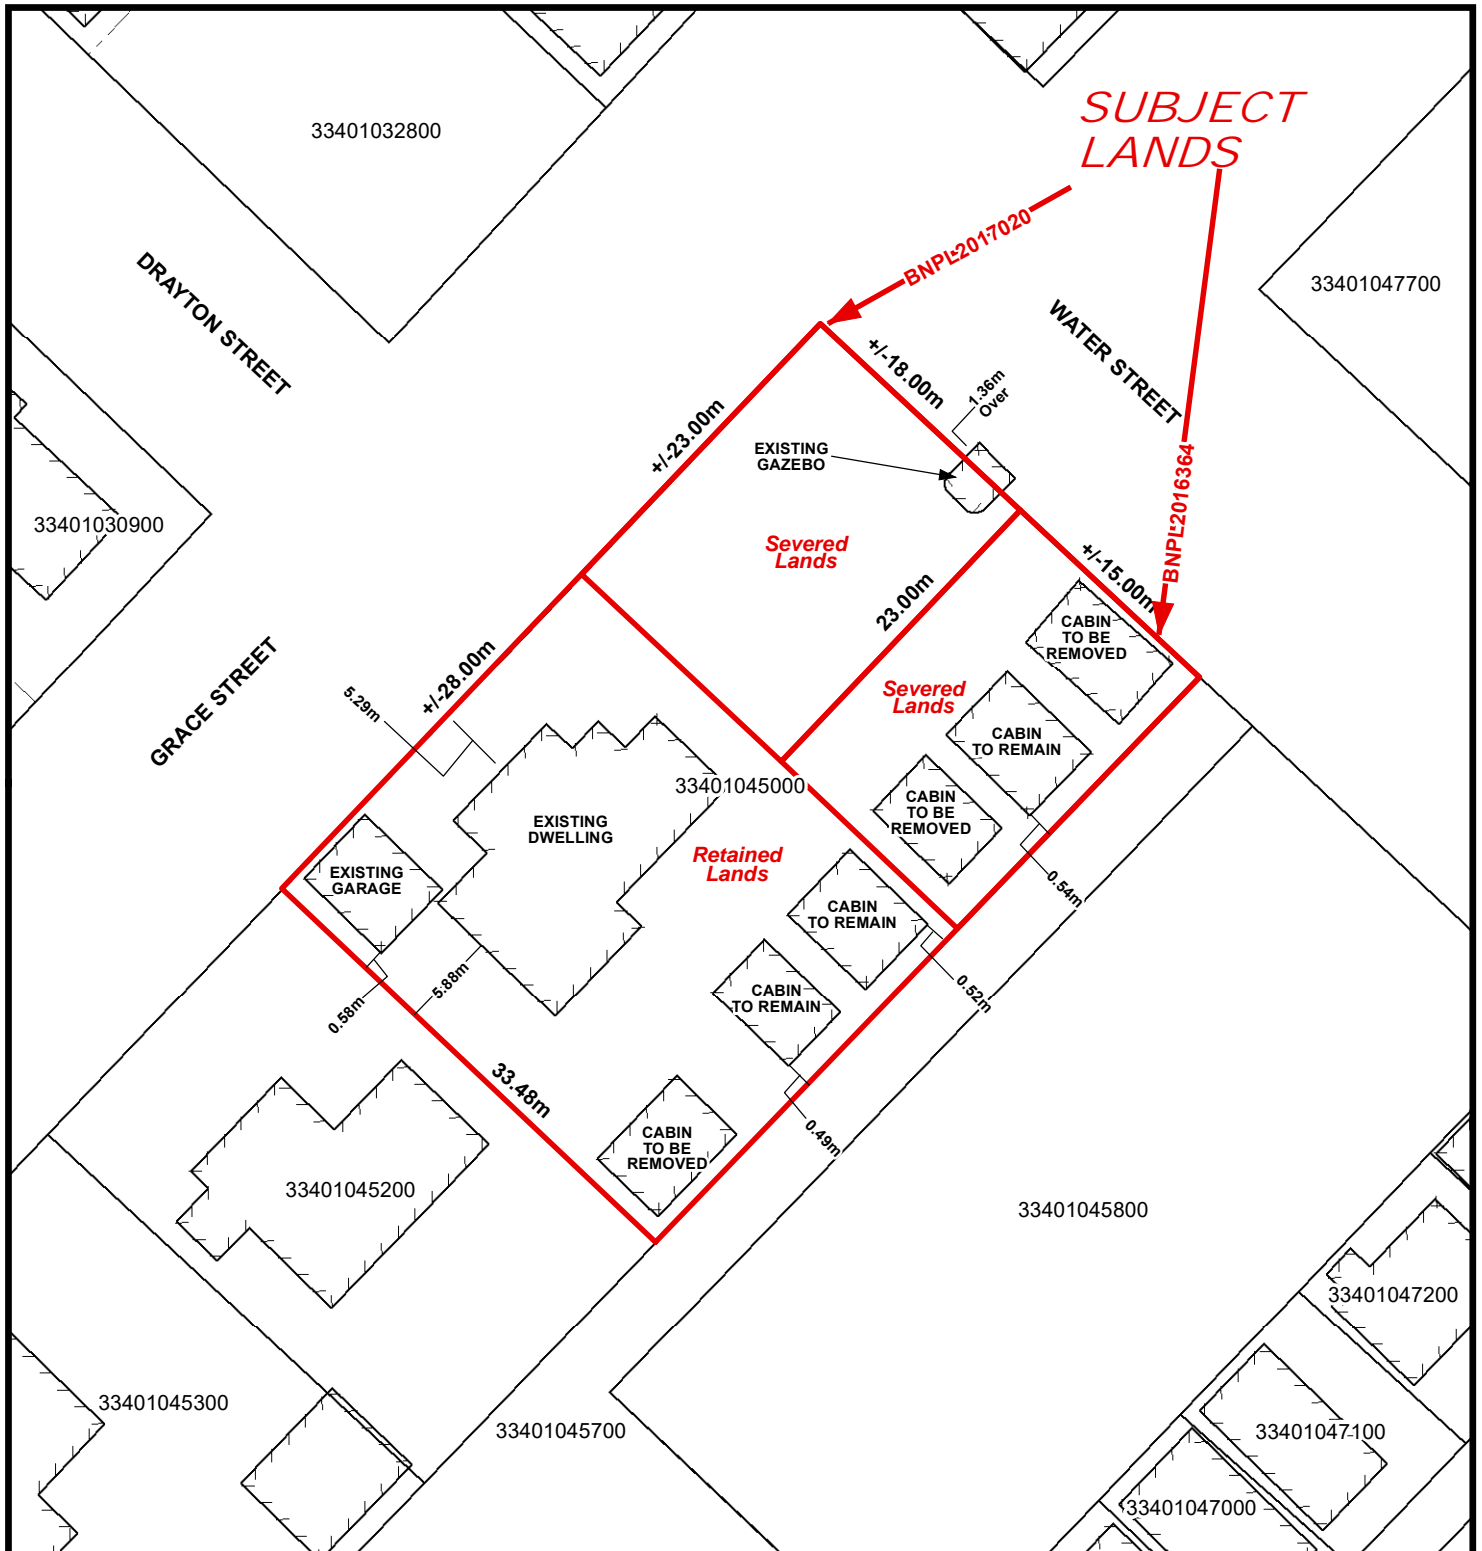 33401032800
SUBJECT
LANDS
BNPL2017020
33401047700
DRAYTON STREET
WATER STREET
+/-18.00m
1.36m
Over
+/-23.00m
EXISTING
GAZEBO
BNPL2016364
33401030900
Severed
Lands
+/-15.00m
23.00m
CABIN
TO BE
REMOVED
GRACE STREET
+/-28.00m
5.29m
Severed
Lands
CABIN
TO REMAIN
33401045000
CABIN
TO BE
REMOVED
EXISTING
DWELLING
Retained
Lands
EXISTING
GARAGE
0.54m
CABIN
TO REMAIN
5.88m
0.52m
0.58m
CABIN
TO REMAIN
33.48m
0.49m
CABIN
TO BE
REMOVED
33401045200
33401045800
33401047200
33401045300
33401045700
33401047100
33401047000